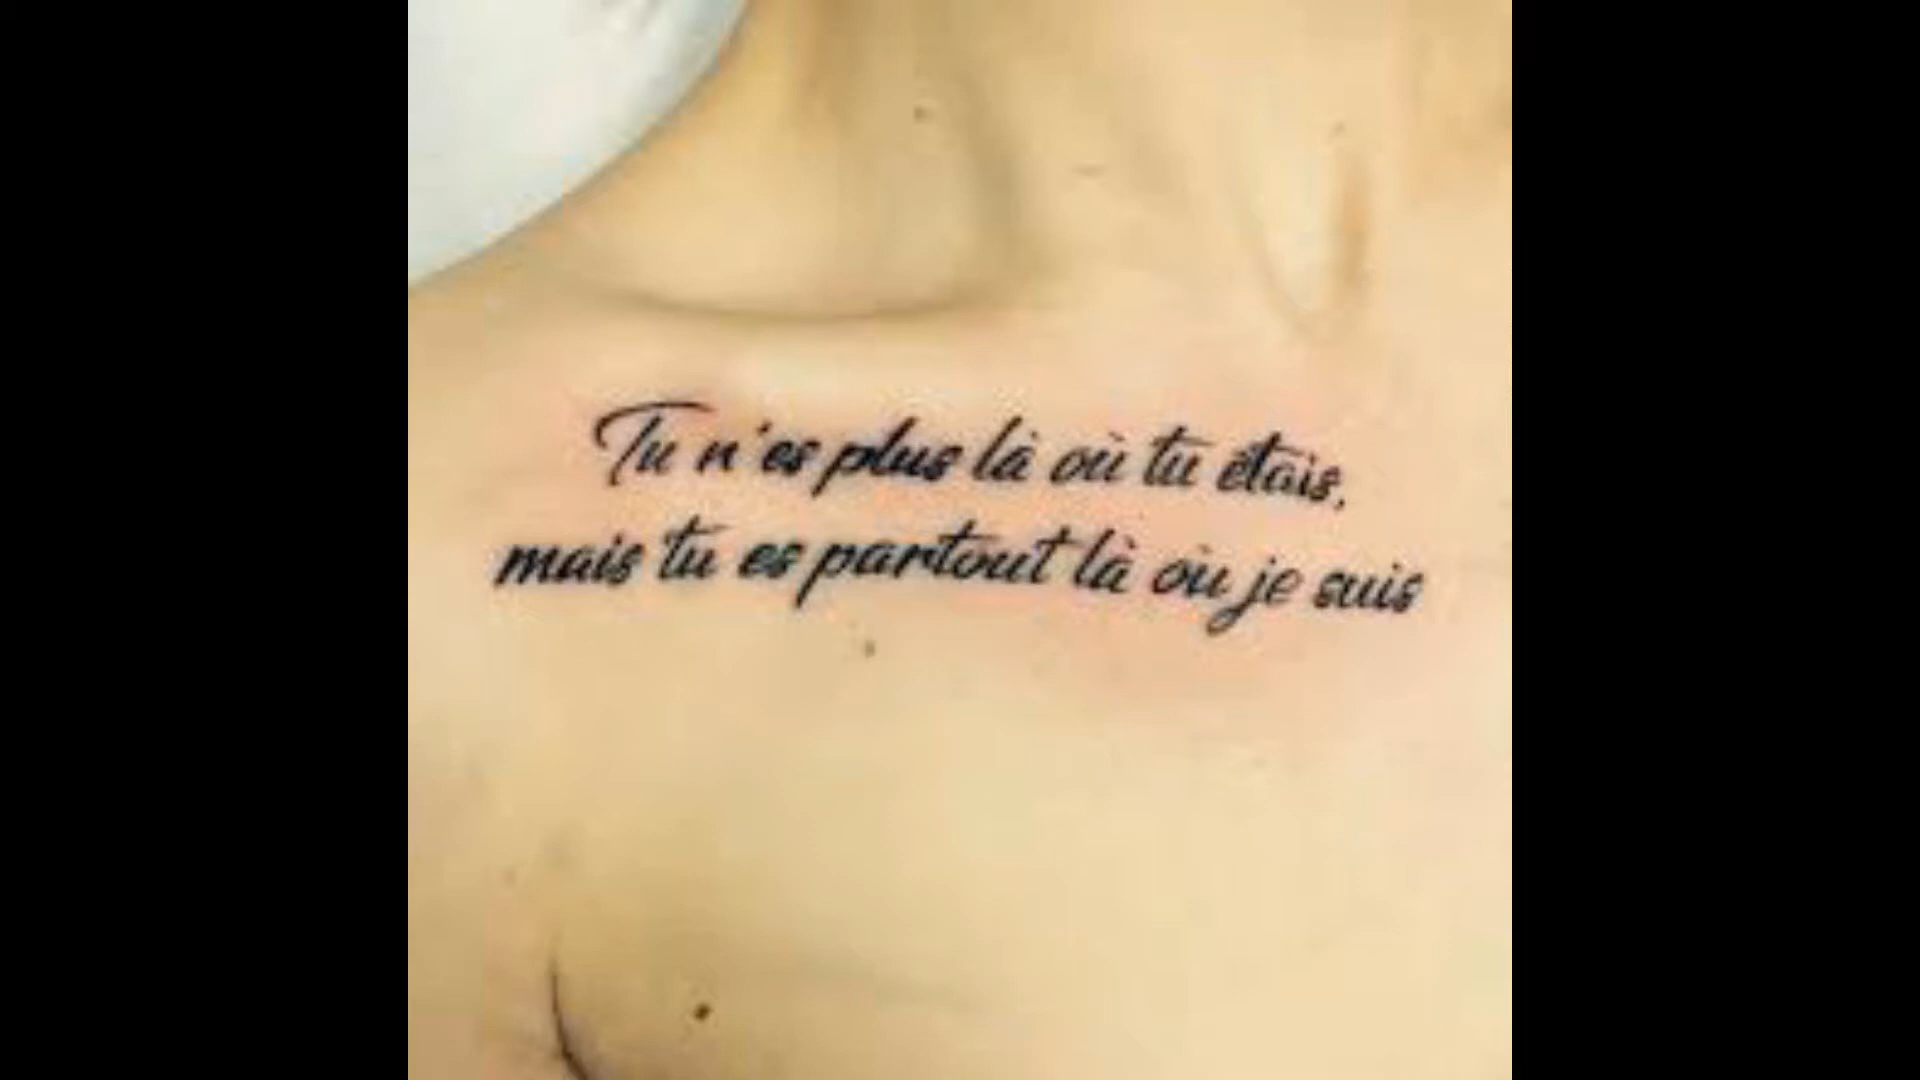 Tu n'es plus là où tu étais,
mais tu es partout là où je suis